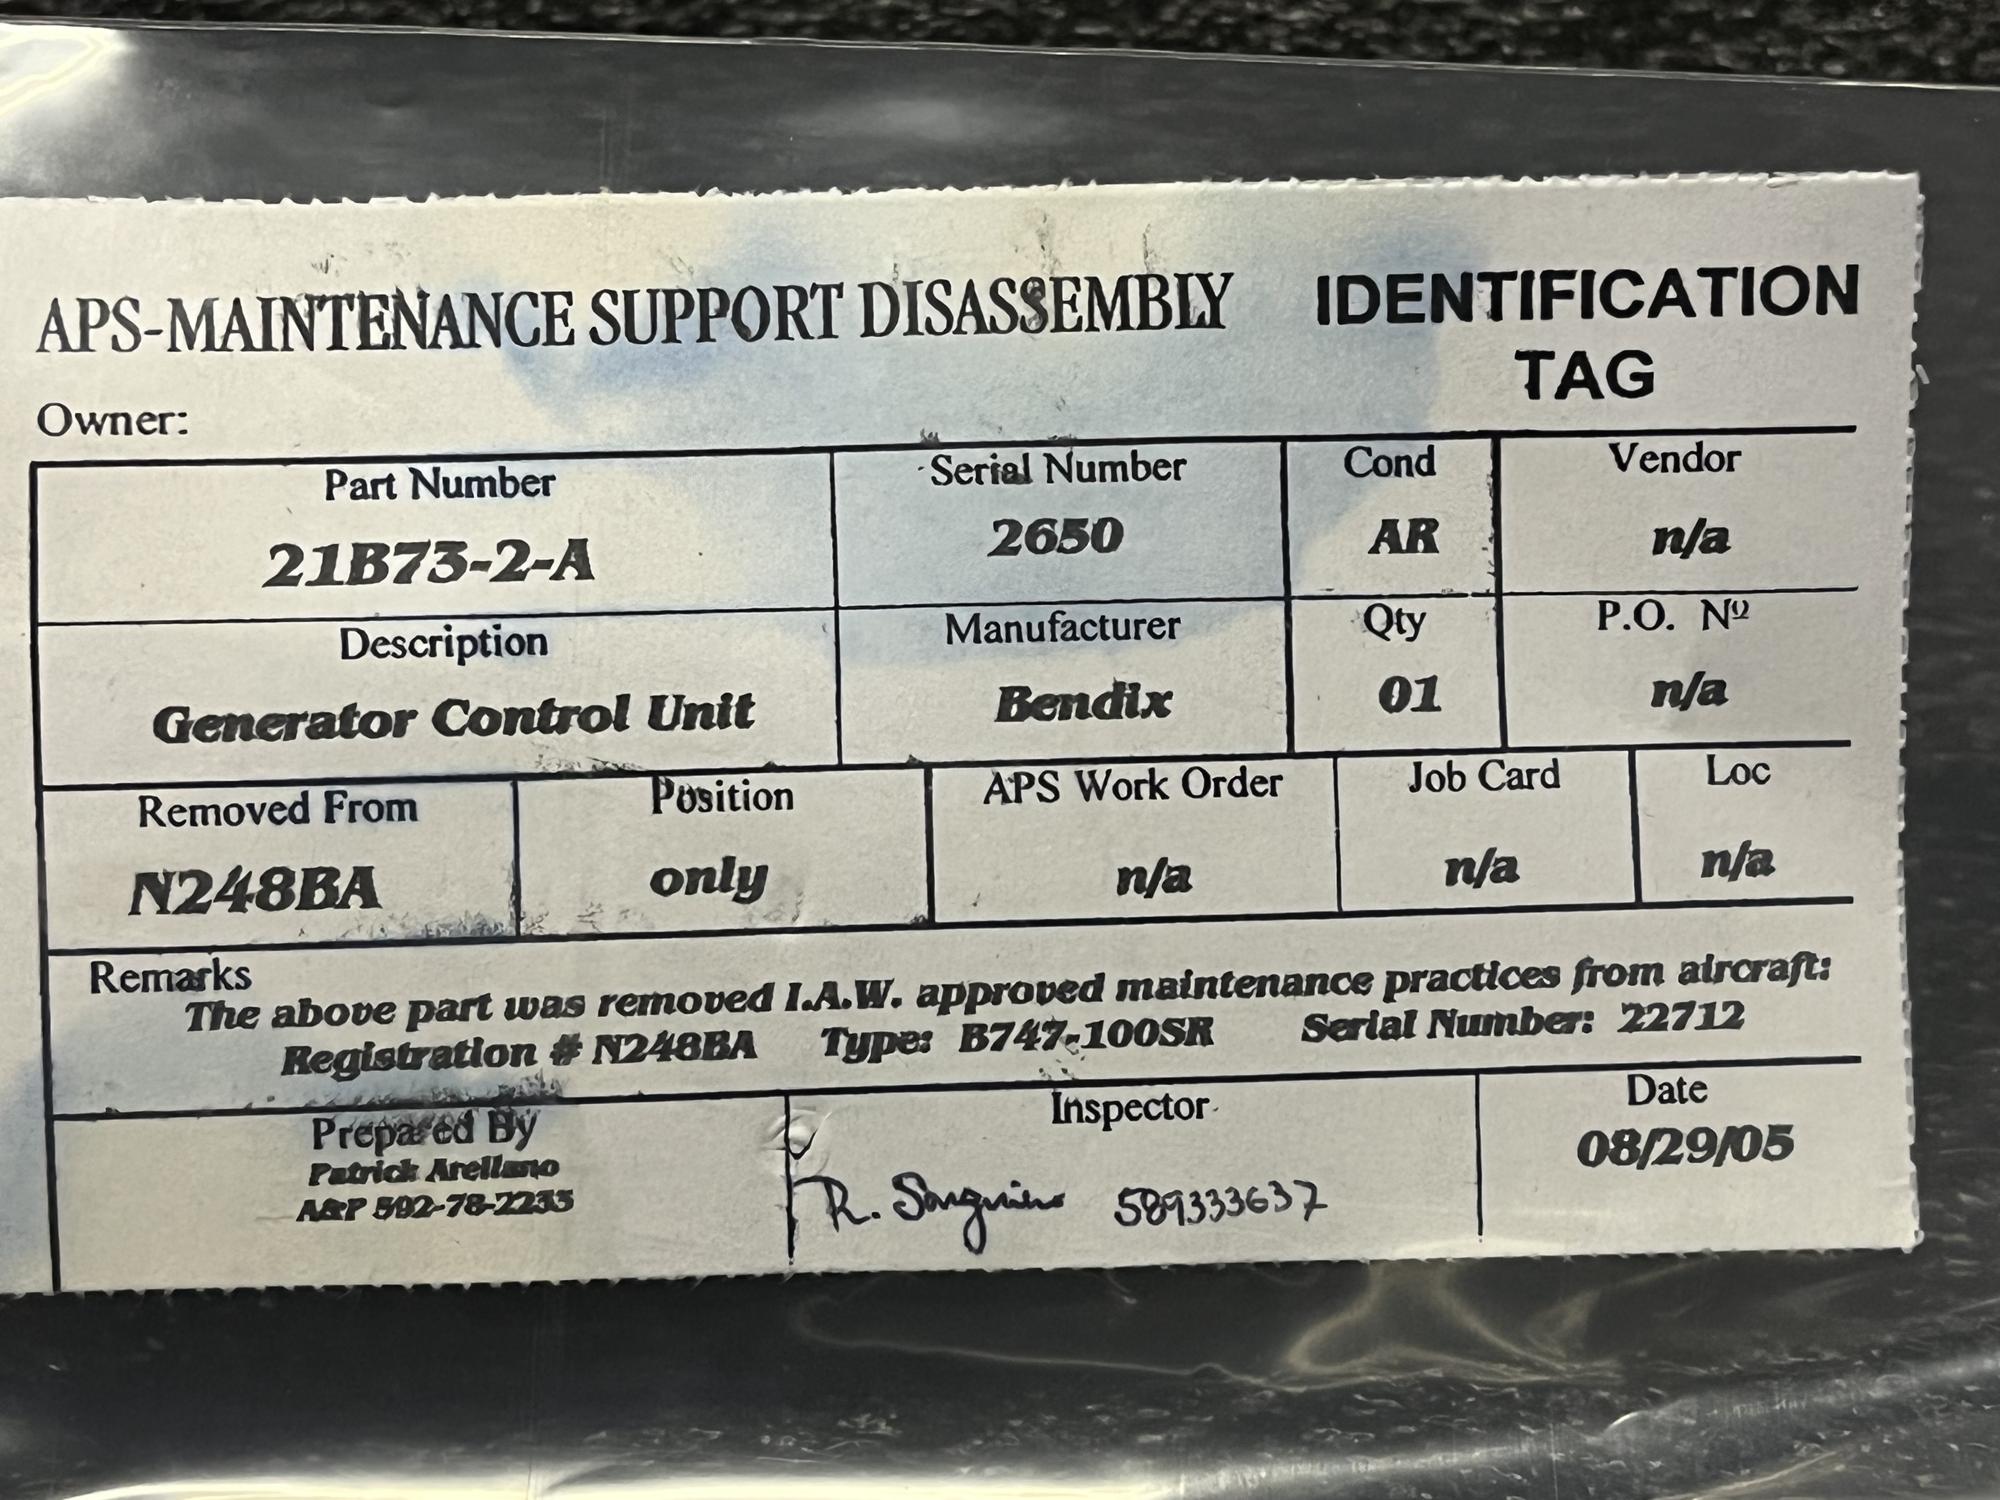 APS-MAINTENANCE SUPPORT DISASSEMBLY
IDENTIFICATION
TAG
Owner:
Part Number Serial Number Cond Vendor
21B73-2-A 2650 AR n/a
Description Manufacturer Qty P.O. Nº
Generator Control Unit Bendix 01 n/a
Removed From Position APS Work Order Job Card Loc
N248BA only n/a n/a n/a
Remarks
The above part was removed I.A.W. approved maintenance practices from aircraft:
Registration # N248BA Type: B747-100SR Serial Number: 22712
Prepared By Inspector Date
Patrick Arellano
A&P 592-78-2233
R. 589333637
08/29/05